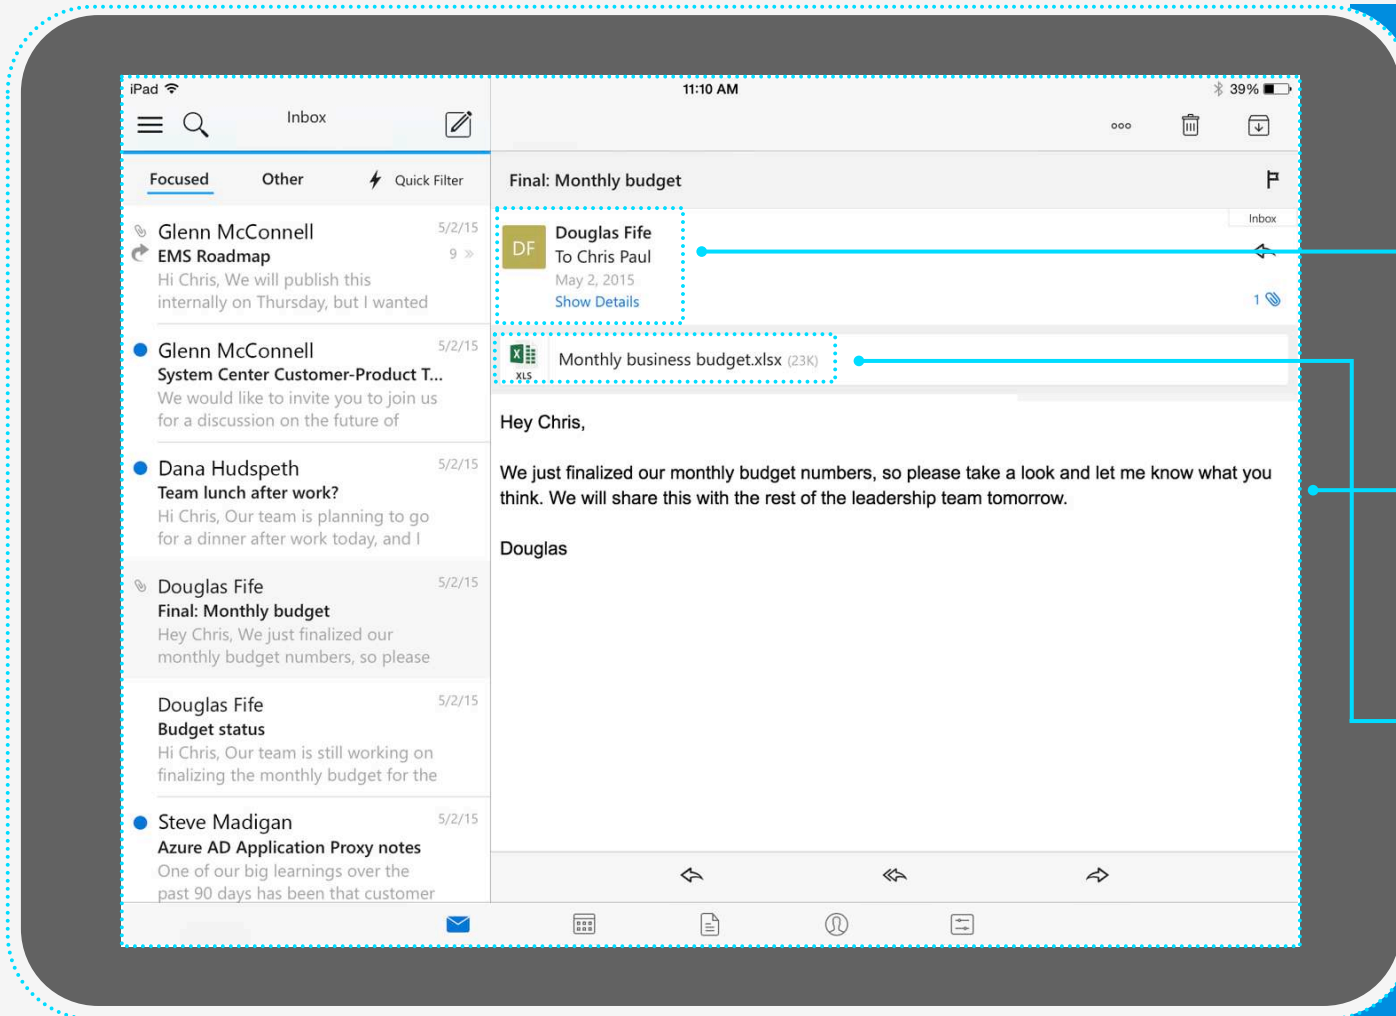 iPad
11:10 AM
39%
Inbox
Focused
Other
Quick Filter
Glenn McConnell
5/2/15
EMS Roadmap
9 »
Hi Chris, We will publish this
internally on Thursday, but I wanted
Glenn McConnell
5/2/15
System Center Customer-Product T...
We would like to invite you to join us
for a discussion on the future of
Dana Hudspeth
5/2/15
Team lunch after work?
Hi Chris, Our team is planning to go
for a dinner after work today, and I
Douglas Fife
5/2/15
Final: Monthly budget
Hey Chris, We just finalized our
monthly budget numbers, so please
Douglas Fife
5/2/15
Budget status
Hi Chris, Our team is still working on
finalizing the monthly budget for the
Steve Madigan
5/2/15
Azure AD Application Proxy notes
One of our big learnings over the
past 90 days has been that customer
Final: Monthly budget
Inbox
DF
Douglas Fife
To Chris Paul
May 2, 2015
Show Details
1
XLS
Monthly business budget.xlsx (23K)
Hey Chris,
We just finalized our monthly budget numbers, so please take a look and let me know what you
think. We will share this with the rest of the leadership team tomorrow.
Douglas